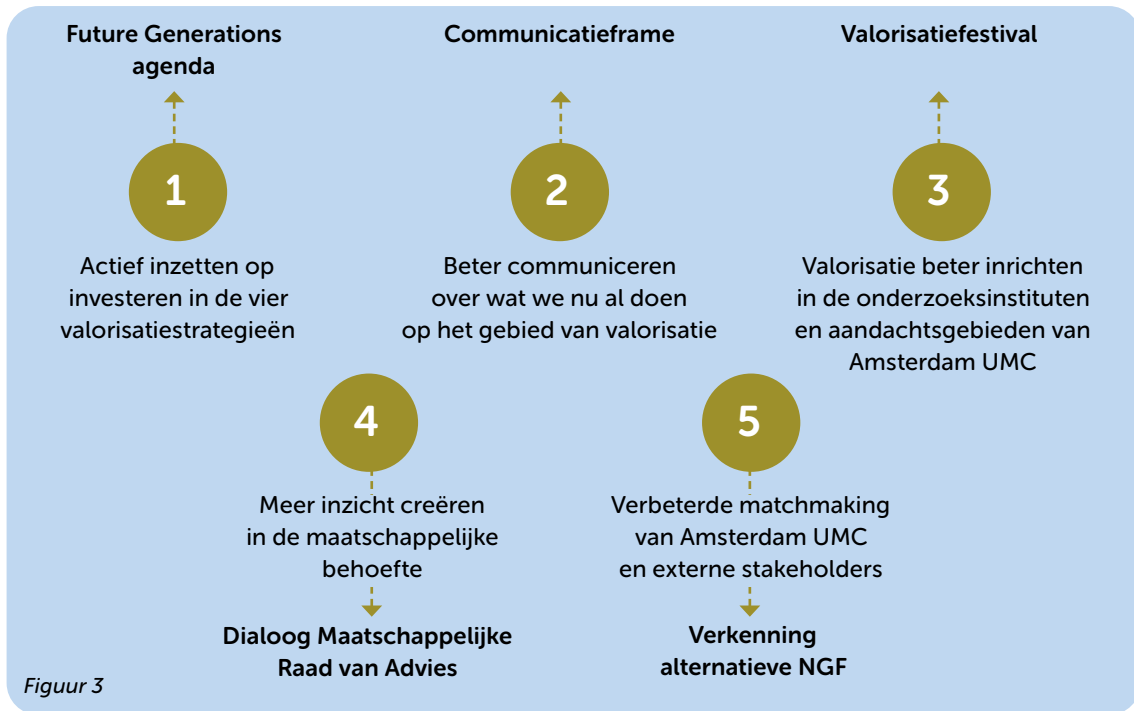 Future Generations
agenda
Communicatieframe
Valorisatiefestival
1
2
3
Actief inzetten op
investeren in de vier
valorisatiestrategieën
Beter communiceren
over wat we nu al doen
op het gebied van valorisatie
Valorisatie beter inrichten
in de onderzoeksinstituten
en aandachtsgebieden van
Amsterdam UMC
4
5
Meer inzicht creëren
in de maatschappelijke
behoefte
Verbeterde matchmaking
van Amsterdam UMC
en externe stakeholders
Dialoog Maatschappelijke
Raad van Advies
Verkenning
alternatieve NGF
Figuur 3